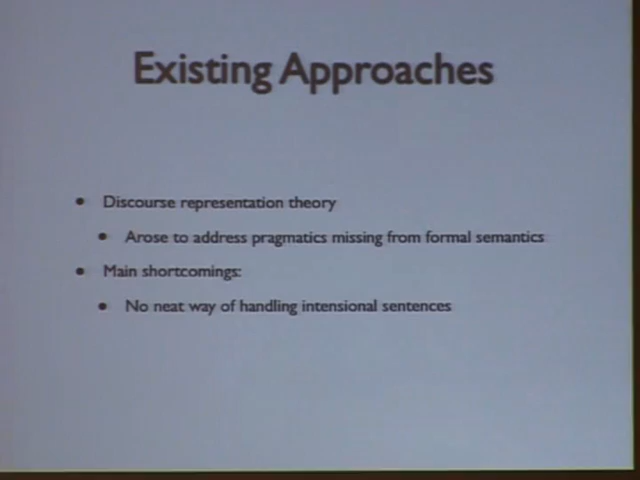 Existing Approaches
• Discourse representation theory
• Arose to address pragmatics missing from formal semantics
• Main shortcomings:
• No neat way of handling intensional sentences